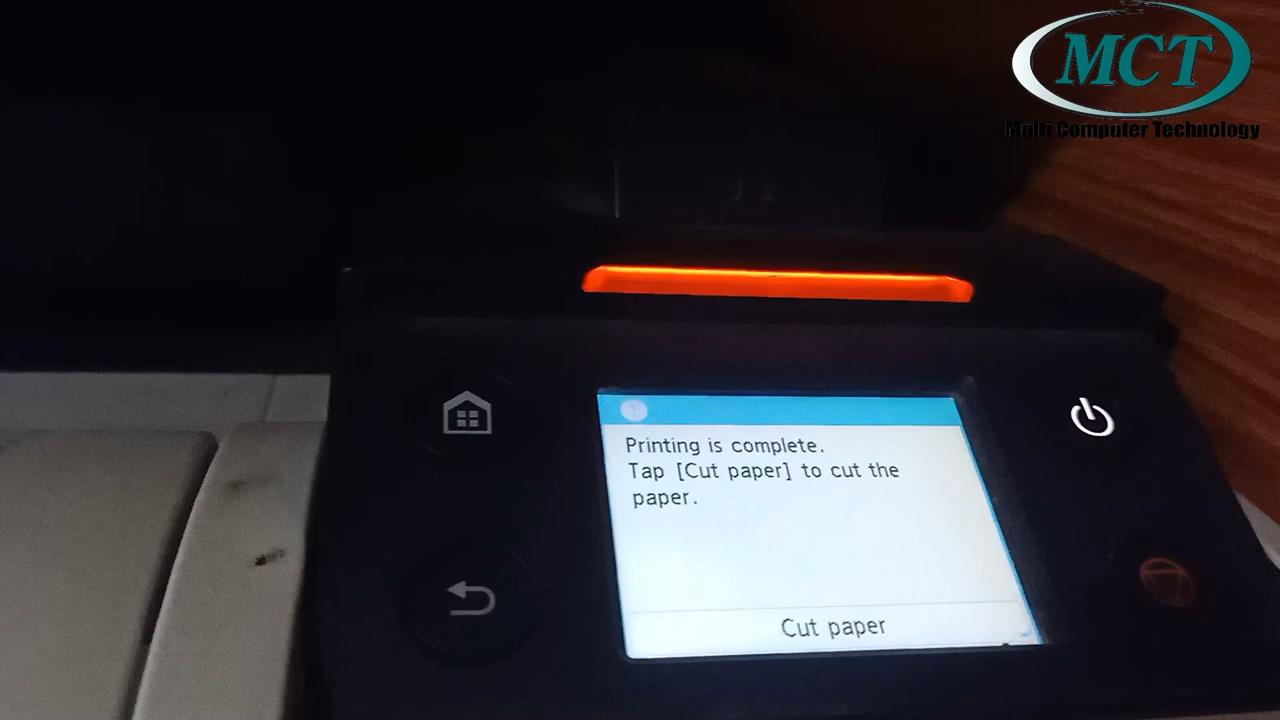 MCT
Multi Computer Technology
Printing is complete.
Tap [Cut paper] to cut the
paper.
Cut paper